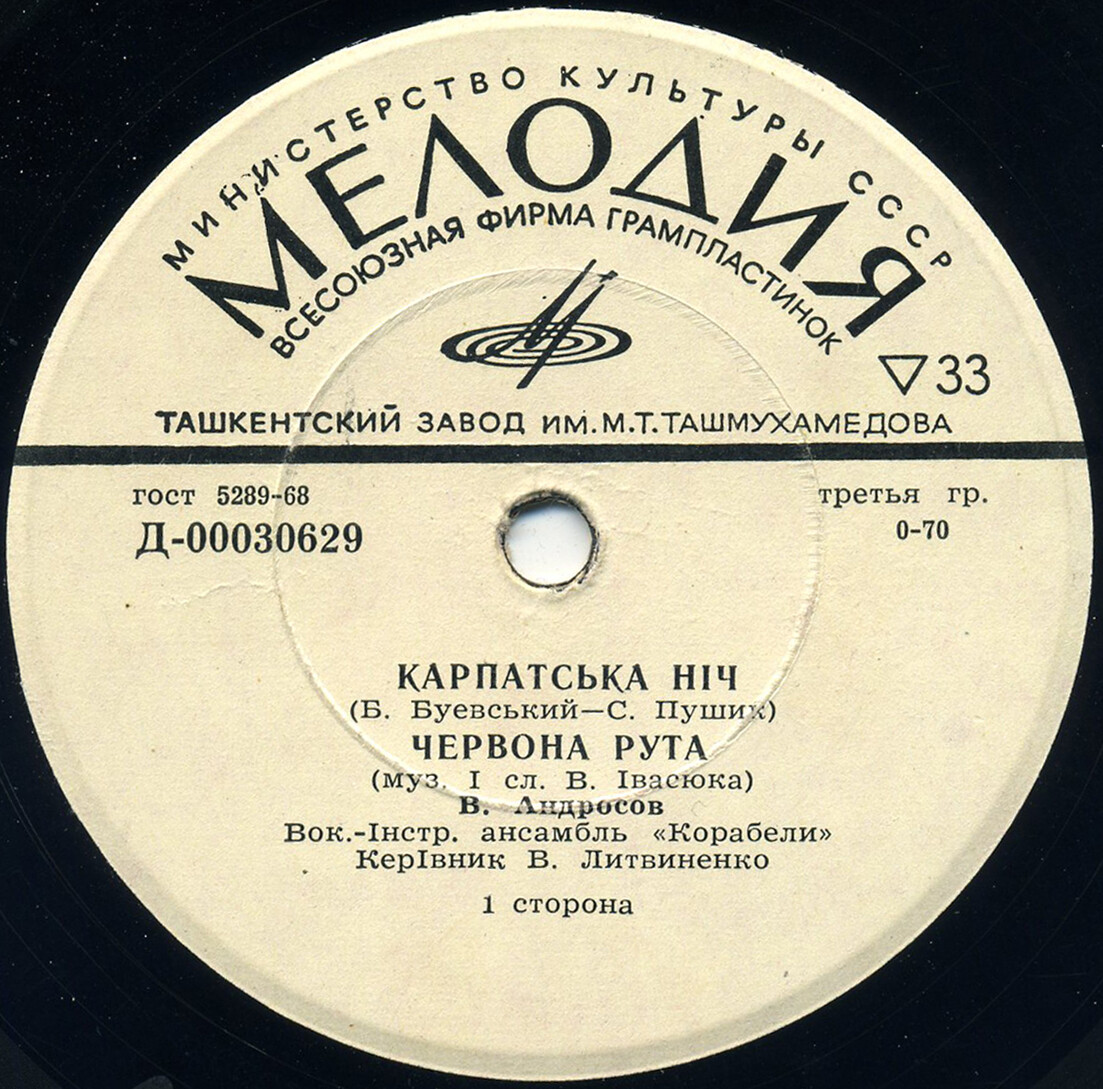 МИНИСТЕРСТВО КУЛЬТУРЫ СССР
МЕЛОДИЯ
ВСЕСОЮЗНАЯ ФИРМА ГРАМПЛАСТИНОК
33
ТАШКЕНТСКИЙ ЗАВОД ИМ. М.Т.ТАШМУХАМЕДОВА
гост 5289-68
третья гр.
Д-00030629
0-70
КАРПАТСЬКА НІЧ
(Б. Буевський—С. Пушик)
ЧЕРВОНА РУТА
(муз. І сл. В. Івасюка)
В. Андросов
Вок.-Інстр. ансамбль «Корабели»
КерІвник В. Литвиненко
1 сторона